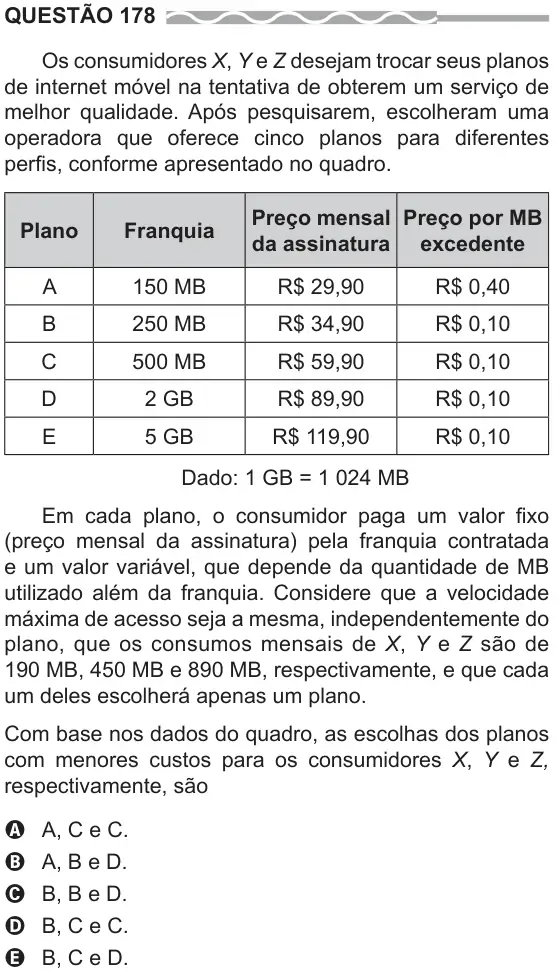 QUESTÃO 178
Os consumidores X, Y e Z desejam trocar seus planos
de internet móvel na tentativa de obterem um serviço de
melhor qualidade. Após pesquisarem, escolheram uma
operadora que oferece cinco planos para diferentes
perfis, conforme apresentado no quadro.
Plano Franquia Preço mensal da assinatura Preço por MB excedente
A 150 MB R$ 29,90 R$ 0,40
B 250 MB R$ 34,90 R$ 0,10
C 500 MB R$ 59,90 R$ 0,10
D 2 GB R$ 89,90 R$ 0,10
E 5 GB R$ 119,90 R$ 0,10
Dado: 1 GB = 1 024 MB
Em cada plano, o consumidor paga um valor fixo
(preço mensal da assinatura) pela franquia contratada
e um valor variável, que depende da quantidade de MB
utilizado além da franquia. Considere que a velocidade
máxima de acesso seja a mesma, independentemente do
plano, que os consumos mensais de X, Y e Z são de
190 MB, 450 MB e 890 MB, respectivamente, e que cada
um deles escolherá apenas um plano.
Com base nos dados do quadro, as escolhas dos planos
com menores custos para os consumidores X, Y e Z,
respectivamente, são
A A, C e C.
B A, B e D.
C B, B e D.
D B, C e C.
E B, C e D.